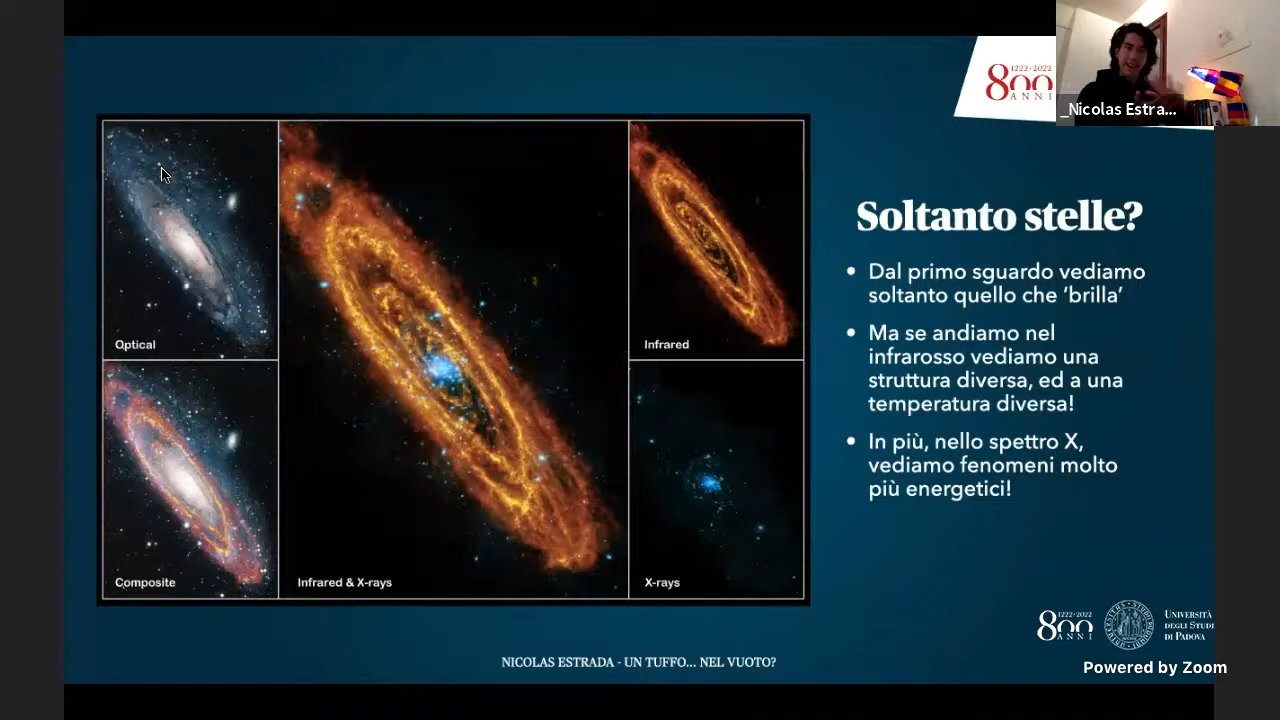 1222·2022
800
ANNI
_Nicolas Estra...
Optical
Infrared
Composite
Infrared & X-rays
X-rays
Soltanto stelle?
• Dal primo sguardo vediamo
soltanto quello che ‘brilla’
• Ma se andiamo nel
infrarosso vediamo una
struttura diversa, ed a una
temperatura diversa!
• In più, nello spettro X,
vediamo fenomeni molto
più energetici!
1222·2022
800
ANNI
UNIVERSITÀ
DEGLI STUDI
DI PADOVA
NICOLAS ESTRADA - UN TUFFO... NEL VUOTO?
Powered by Zoom